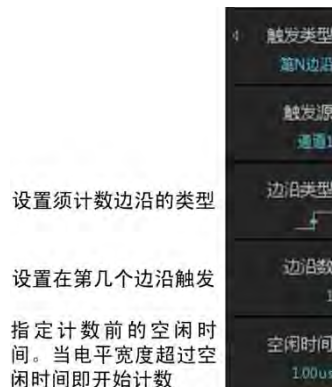 触发类型
第N边沿
触发源
通道1
边沿类型
设置须计数边沿的类型
边沿数
设置在第几个边沿触发
空闲时间
1.00us
指定计数前的空闲时
间。当电平宽度超过空
闲时间即开始计数